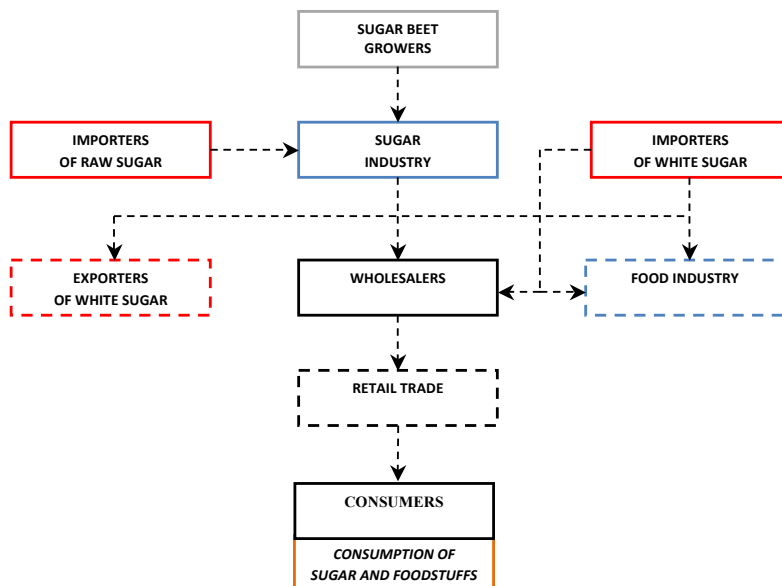 SUGAR BEET
GROWERS
IMPORTERS
OF RAW SUGAR
SUGAR
INDUSTRY
IMPORTERS
OF WHITE SUGAR
EXPORTERS
OF WHITE SUGAR
WHOLESALERS
FOOD INDUSTRY
RETAIL TRADE
CONSUMERS
CONSUMPTION OF
SUGAR AND FOODSTUFFS